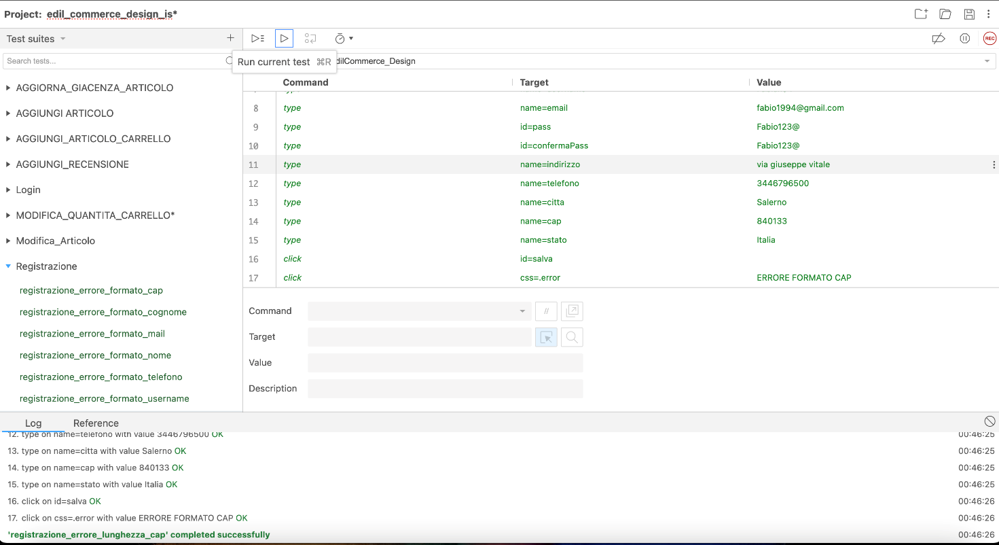 Project: edil_commerce_design_is*
Test suites
Search tests...
Run current test ⌘R
dilCommerce_Design
AGGIORNA_GIACENZA_ARTICOLO
AGGIUNGI ARTICOLO
AGGIUNGI_ARTICOLO_CARRELLO
AGGIUNGI_RECENSIONE
Login
MODIFICA_QUANTITA_CARRELLO*
Modifica_Articolo
Registrazione
registrazione_errore_formato_cap
registrazione_errore_formato_cognome
registrazione_errore_formato_mail
registrazione_errore_formato_nome
registrazione_errore_formato_telefono
registrazione_errore_formato_username
REC
Command Target Value
8 type name=email fabio1994@gmail.com
9 type id=pass Fabio123@
10 type id=confermaPass Fabio123@
11 type name=indirizzo via giuseppe vitale
12 type name=telefono 3446796500
13 type name=citta Salerno
14 type name=cap 840133
15 type name=stato Italia
16 click id=salva
17 click css=.error ERRORE FORMATO CAP
Command //
Target
Value
Description
Log Reference
12. type on name=telefono with value 3446796500 OK 00:46:25
13. type on name=citta with value Salerno OK 00:46:25
14. type on name=cap with value 840133 OK 00:46:25
15. type on name=stato with value Italia OK 00:46:25
16. click on id=salva OK 00:46:26
17. click on css=.error with value ERRORE FORMATO CAP OK 00:46:26
'registrazione_errore_lunghezza_cap' completed successfully 00:46:26